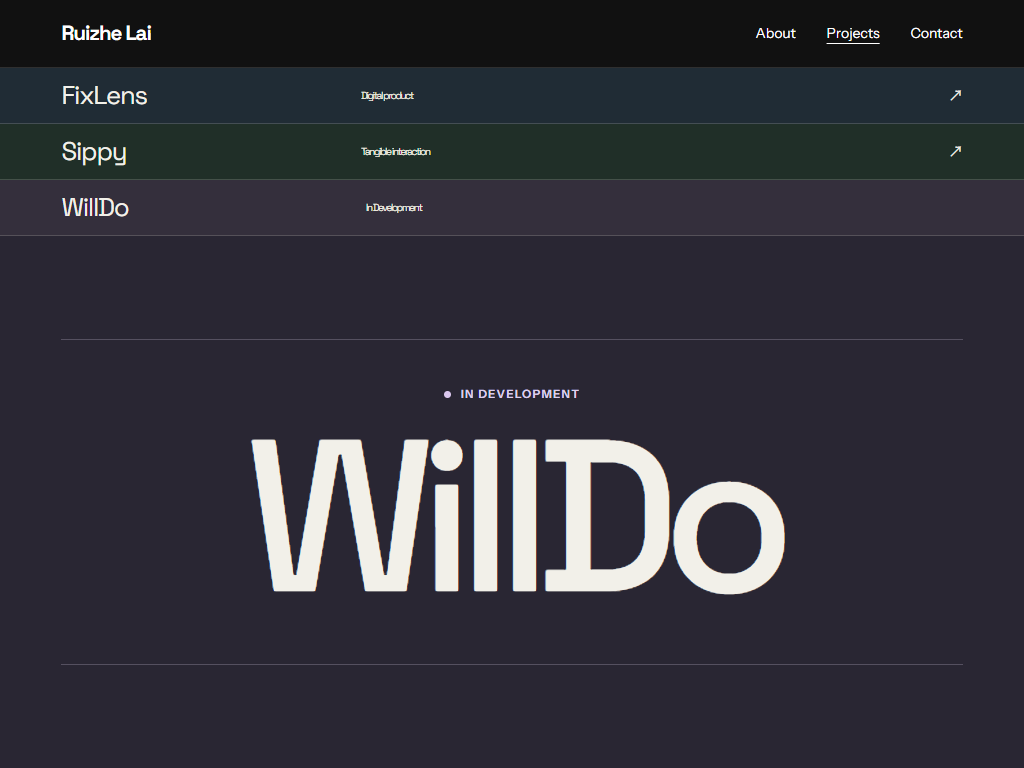 Ruizhe Lai
About
Projects
Contact
FixLens
Digital product
↗
Sippy
Tangible interaction
↗
WillDo
In Development
IN DEVELOPMENT
WillDo